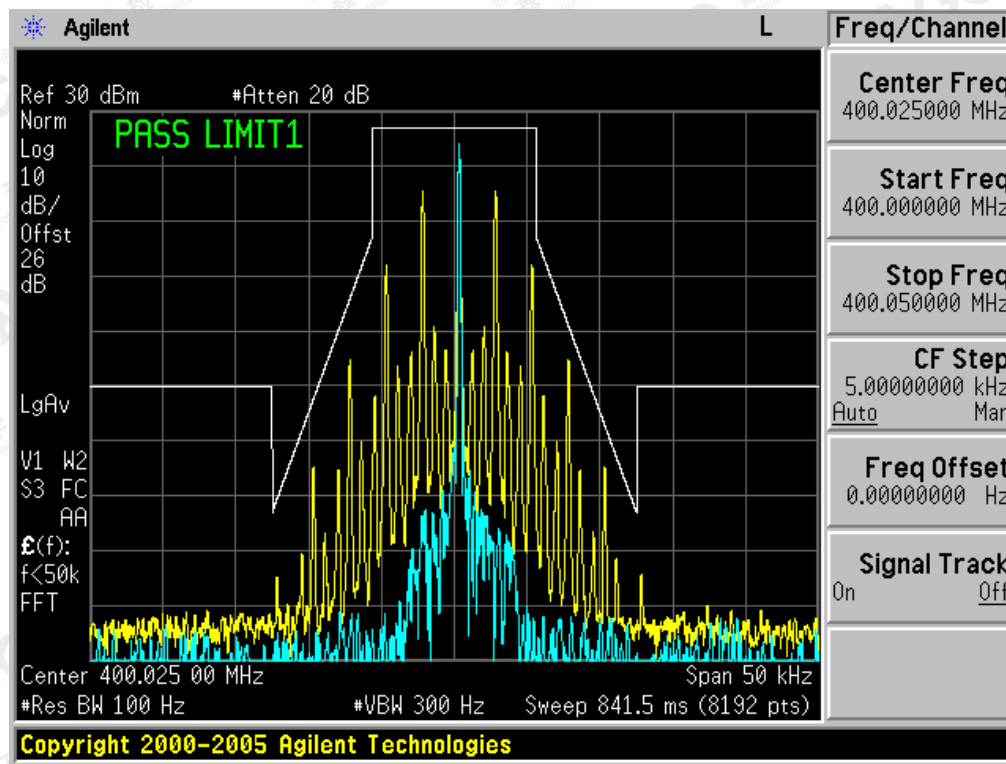 Agilent L
Ref 30 dBm #Atten 20 dB
Norm
Log
10
dB/
Offst
26
dB
LgAv
V1 W2
S3 FC
AA
£(f):
f<50k
FFT
PASS LIMIT1
Center 400.025 00 MHz Span 50 kHz
#Res BW 100 Hz #VBW 300 Hz Sweep 841.5 ms (8192 pts)
Copyright 2000-2005 Agilent Technologies
Freq/Channel
Center Freq
400.025000 MHz
Start Freq
400.000000 MHz
Stop Freq
400.050000 MHz
CF Step
5.00000000 kHz
Auto Man
Freq Offset
0.00000000 Hz
Signal Track
On Off